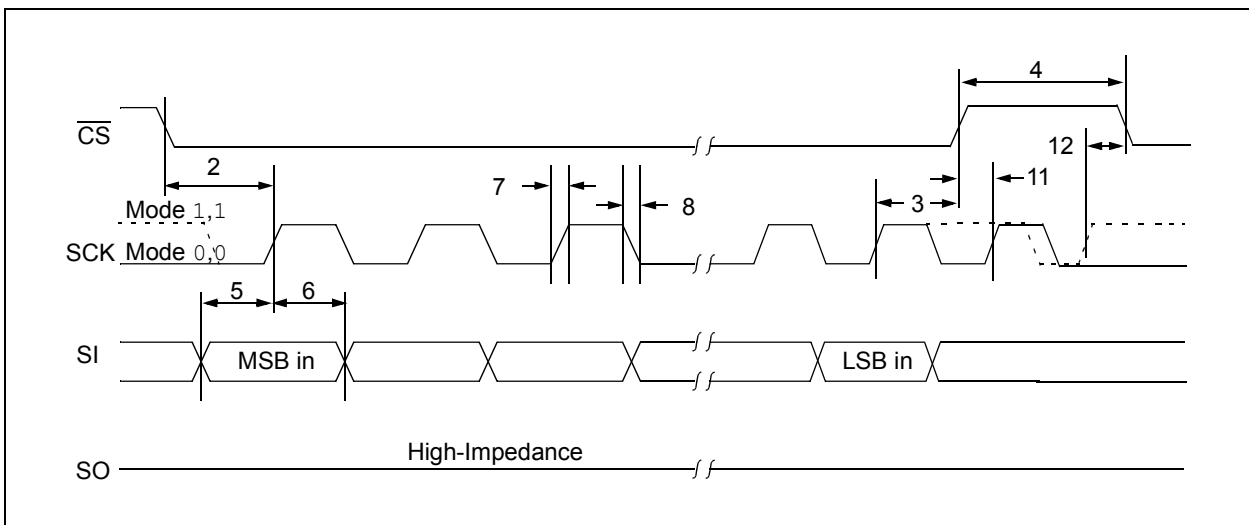 4
CS
12
2
7
11
8
3
Mode 1,1
SCK Mode 0,0
5
6
SI
MSB in
LSB in
High-Impedance
SO